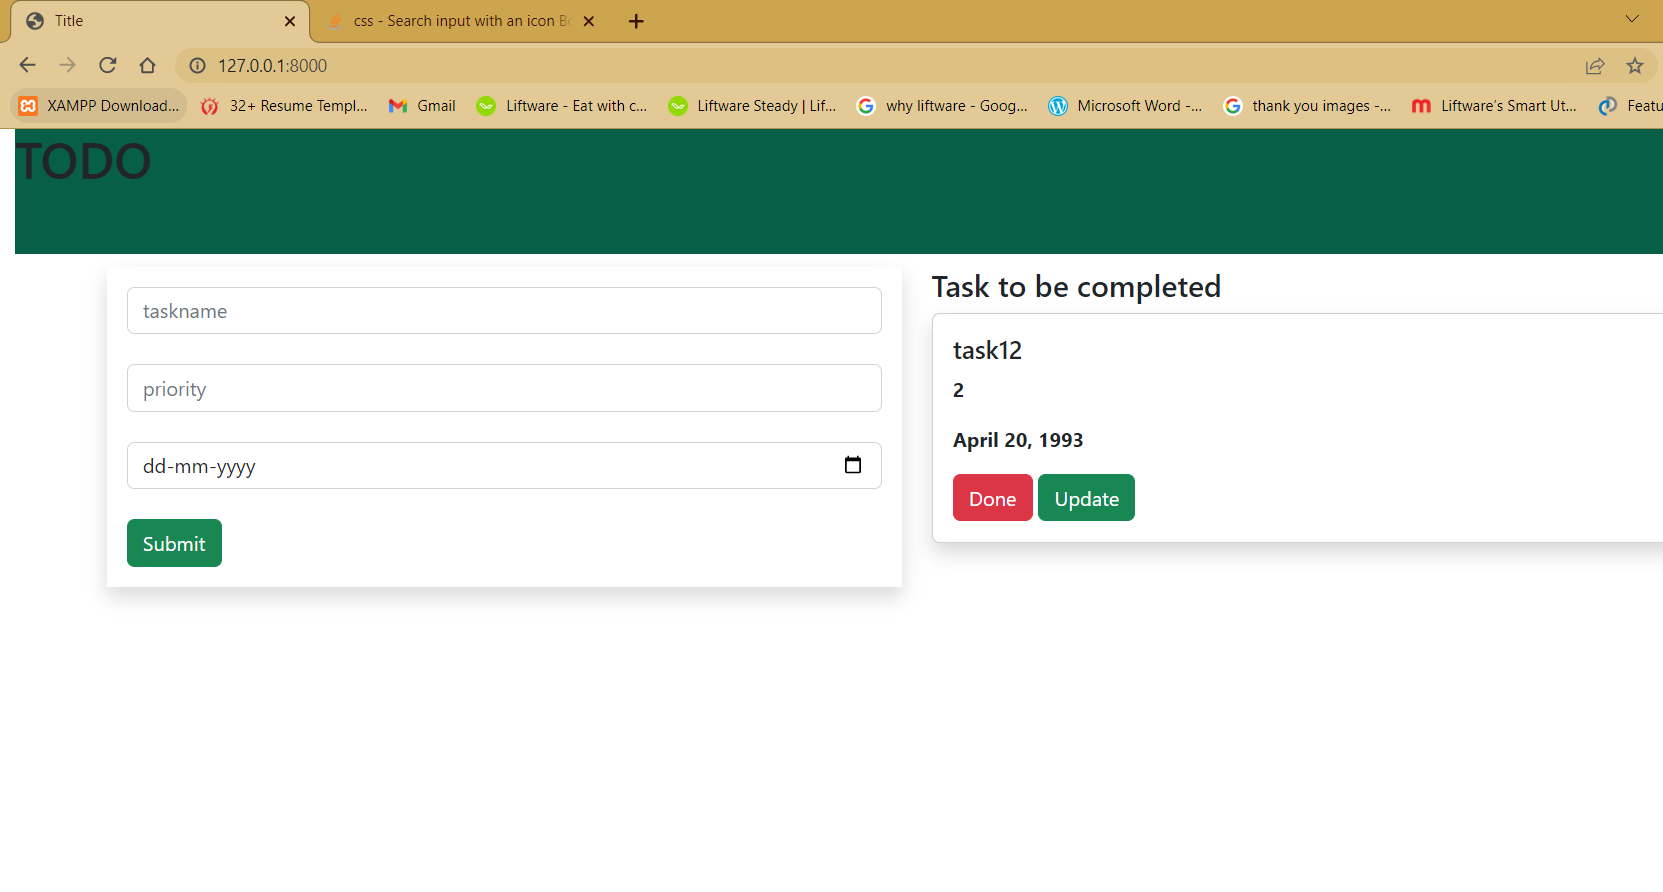 Title
css - Search input with an icon Bo
127.0.0.1:8000
XAMPP Download...
32+ Resume Templ...
Gmail
Liftware - Eat with c...
Liftware Steady | Lif...
why liftware - Goog...
Microsoft Word -...
thank you images -...
Liftware's Smart Ut...
Featu
TODO
taskname
priority
dd-mm-yyyy
Submit
Task to be completed
task12
2
April 20, 1993
Done Update